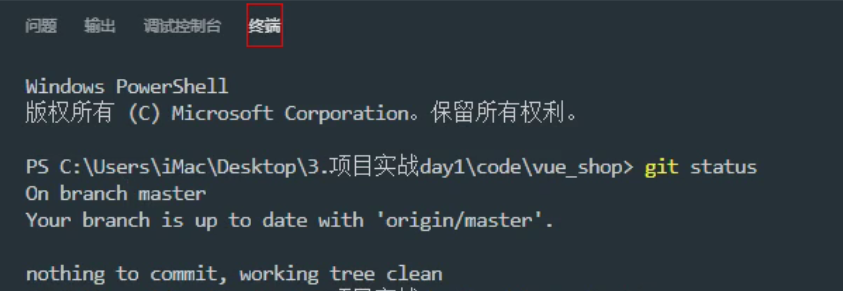 问题 输出 调试控制台 终端
Windows PowerShell
版权所有 (C) Microsoft Corporation。保留所有权利。
PS C:\Users\iMac\Desktop\3.项目实战day1\code\vue_shop> git status
On branch master
Your branch is up to date with 'origin/master'.
nothing to commit, working tree clean